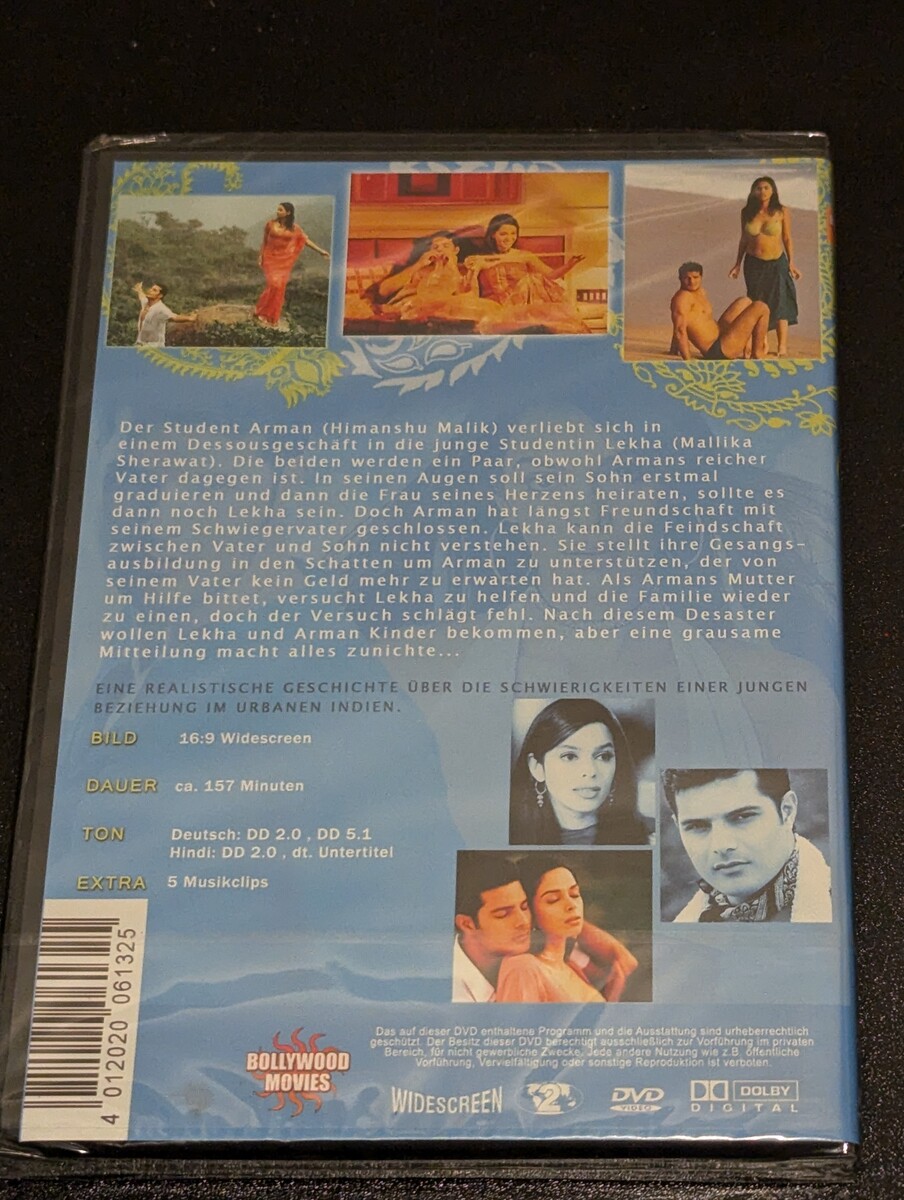 Der Student Arman (Himanshu Malik) verliebt sich in
einem Dessousgeschäft in die junge Studentin Lekha (Mallika
Sherawat). Die beiden werden ein Paar, obwohl Armans reicher
Vater dagegen ist. In seinen Augen soll sein Sohn erstmal
graduieren und dann die Frau seines Herzens heiraten, sollte es
dann noch Lekha sein. Doch Arman hat längst Freundschaft mit
seinem Schwiegervater geschlossen. Lekha kann die Feindschaft
zwischen Vater und Sohn nicht verstehen. Sie stellt ihre Gesangs-
ausbildung in den Schatten um Arman zu unterstützen, der von
seinem Vater kein Geld mehr zu erwarten hat. Als Armans Mutter
um Hilfe bittet, versucht Lekha zu helfen und die Familie wieder
zu einen, doch der Versuch schlägt fehl. Nach diesem Desaster
wollen Lekha und Arman Kinder bekommen, aber eine grausame
Mitteilung macht alles zunichte...
EINE REALISTISCHE GESCHICHTE ÜBER DIE SCHWIERIGKEITEN EINER JUNGEN
BEZIEHUNG IM URBANEN INDIEN.
BILD 16:9 Widescreen
DAUER ca. 157 Minuten
TON Deutsch: DD 2.0 , DD 5.1
Hindi: DD 2.0 , dt. Untertitel
EXTRA 5 Musikclips
4 012020 061325
BOLLYWOOD
MOVIES
Das auf dieser DVD enthaltene Programm und die Ausstattung sind urheberrechtlich
geschützt. Der Besitz dieser DVD berechtigt ausschließlich zur Vorführung im privaten
Bereich, für nicht gewerbliche Zwecke. Jede andere Nutzung wie z.B. öffentliche
Vorführung, Vervielfältigung oder sonstige Reproduktion ist verboten.
WIDESCREEN 2 DVD VIDEO DOLBY
DIGITAL